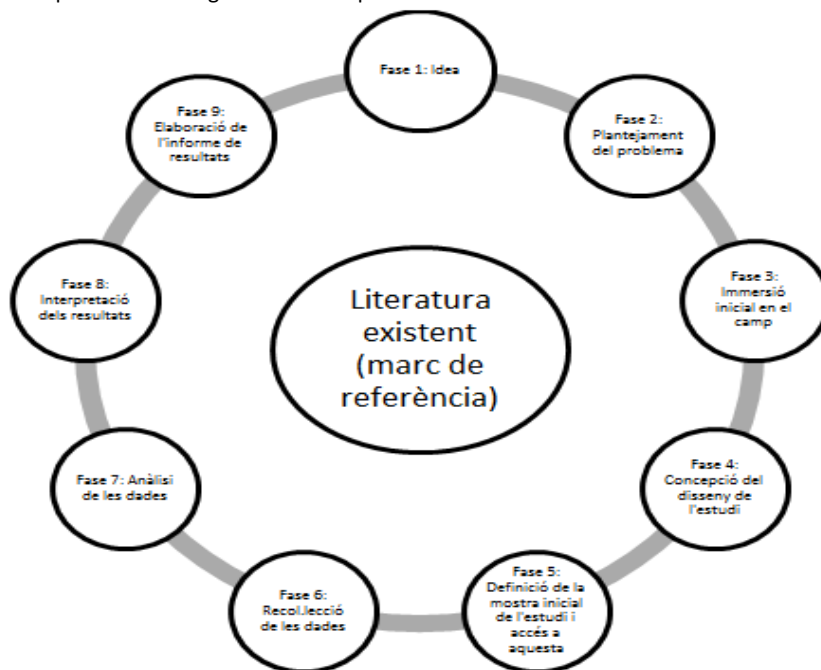 Fase 1: Idea
Fase 2:
Plantejament
del problema
Fase 3:
Immersió
inicial en el
camp
Fase 4:
Concepció del
disseny de
l'estudi
Fase 5:
Definició de la
mostra inicial
de l'estudi i
accés a
aquesta
Fase 6:
Recol.lecció
de les dades
Fase 7: Anàlisi
de les dades
Fase 8:
Interpretació
dels resultats
Fase 9:
Elaboració de
l'informe de
resultats
Literatura
existent
(marc de
referència)